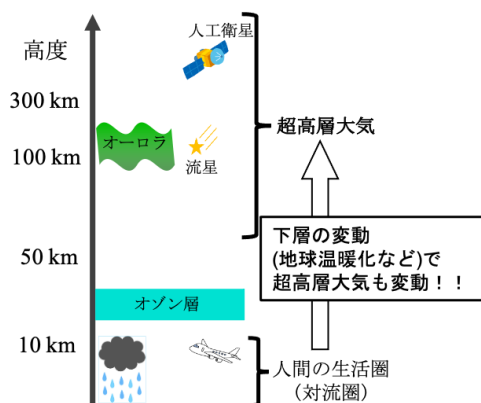 高度
人工衛星
300 km
オーロラ
流星
100 km
超高層大気
50 km
下層の変動
(地球温暖化など)で
超高層大気も変動！！
オゾン層
10 km
人間の生活圏
（対流圏）